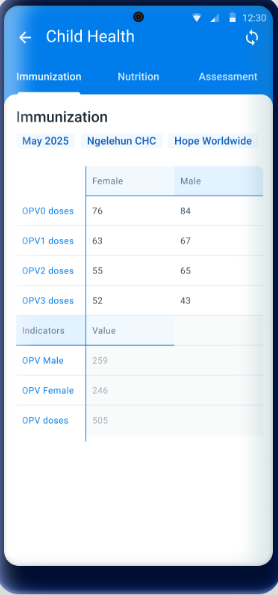 12:30
Child Health
Immunization Nutrition Assessment
Immunization
May 2025 Ngelehun CHC Hope Worldwide
Female Male
OPV0 doses 76 84
OPV1 doses 63 67
OPV2 doses 55 65
OPV3 doses 52 43
Indicators Value
OPV Male 259
OPV Female 246
OPV doses 505